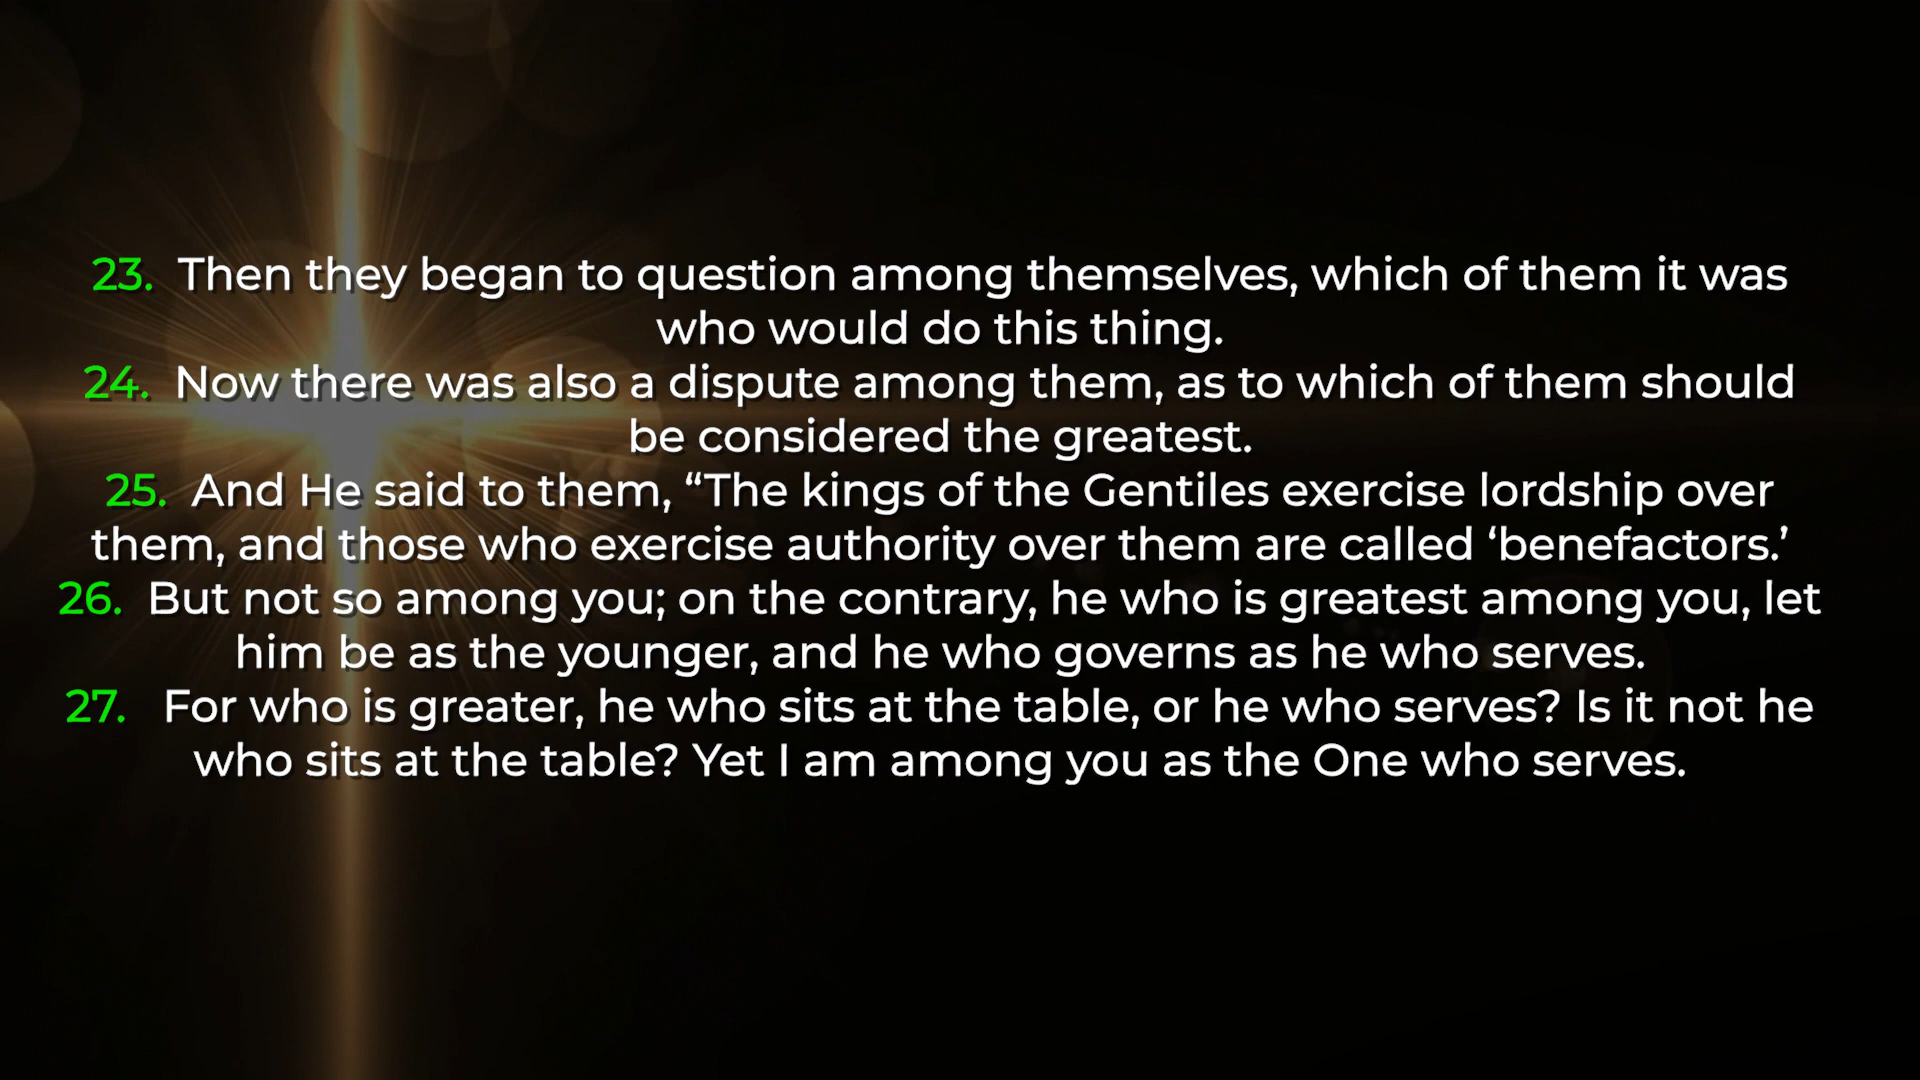 23. Then they began to question among themselves, which of them it was
who would do this thing.
24. Now there was also a dispute among them, as to which of them should
be considered the greatest.
25. And He said to them, “The kings of the Gentiles exercise lordship over
them, and those who exercise authority over them are called ‘benefactors.’
26. But not so among you; on the contrary, he who is greatest among you, let
him be as the younger, and he who governs as he who serves.
27. For who is greater, he who sits at the table, or he who serves? Is it not he
who sits at the table? Yet I am among you as the One who serves.